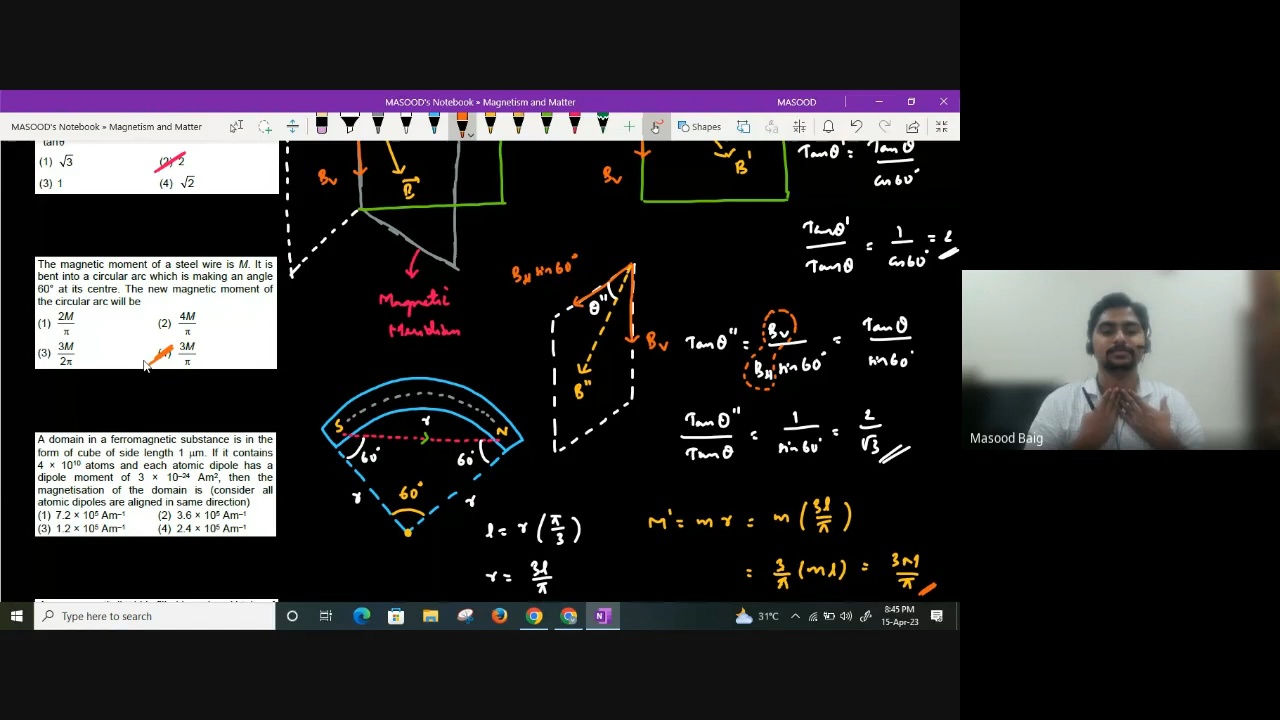 MASOOD's Notebook » Magnetism and Matter
MASOOD
MASOOD's Notebook » Magnetism and Matter
Shapes
tanθ
(1) √3
(2) 2
(3) 1
(4) √2
Bv
B
Magnetic
Meridian
Bv
B'
Tanθ' = Tanθ / cos60°
Tanθ' / Tanθ = 1 / cos60° = 2
The magnetic moment of a steel wire is M. It is
bent into a circular arc which is making an angle
60° at its centre. The new magnetic moment of
the circular arc will be
(1) 2M/π
(2) 4M/π
(3) 3M/2π
3M/π
BH sin60°
θ''
Bv
B''
Tanθ'' = Bv / BH sin60° = Tanθ / sin60°
Tanθ'' / Tanθ = 1 / sin60° = 2 / √3
S
r
N
60°
60°
r
60°
r
l = r (π/3)
r = 3l/π
M' = m r = m (3l/π)
= 3/π (ml) = 3M/π
A domain in a ferromagnetic substance is in the
form of cube of side length 1 μm. If it contains
4 × 10¹⁰ atoms and each atomic dipole has a
dipole moment of 3 × 10⁻²⁴ Am², then the
magnetisation of the domain is (consider all
atomic dipoles are aligned in same direction)
(1) 7.2 × 10⁵ Am⁻¹
(2) 3.6 × 10⁵ Am⁻¹
(3) 1.2 × 10⁵ Am⁻¹
(4) 2.4 × 10⁵ Am⁻¹
Masood Baig
Type here to search
31°C
8:45 PM
15-Apr-23